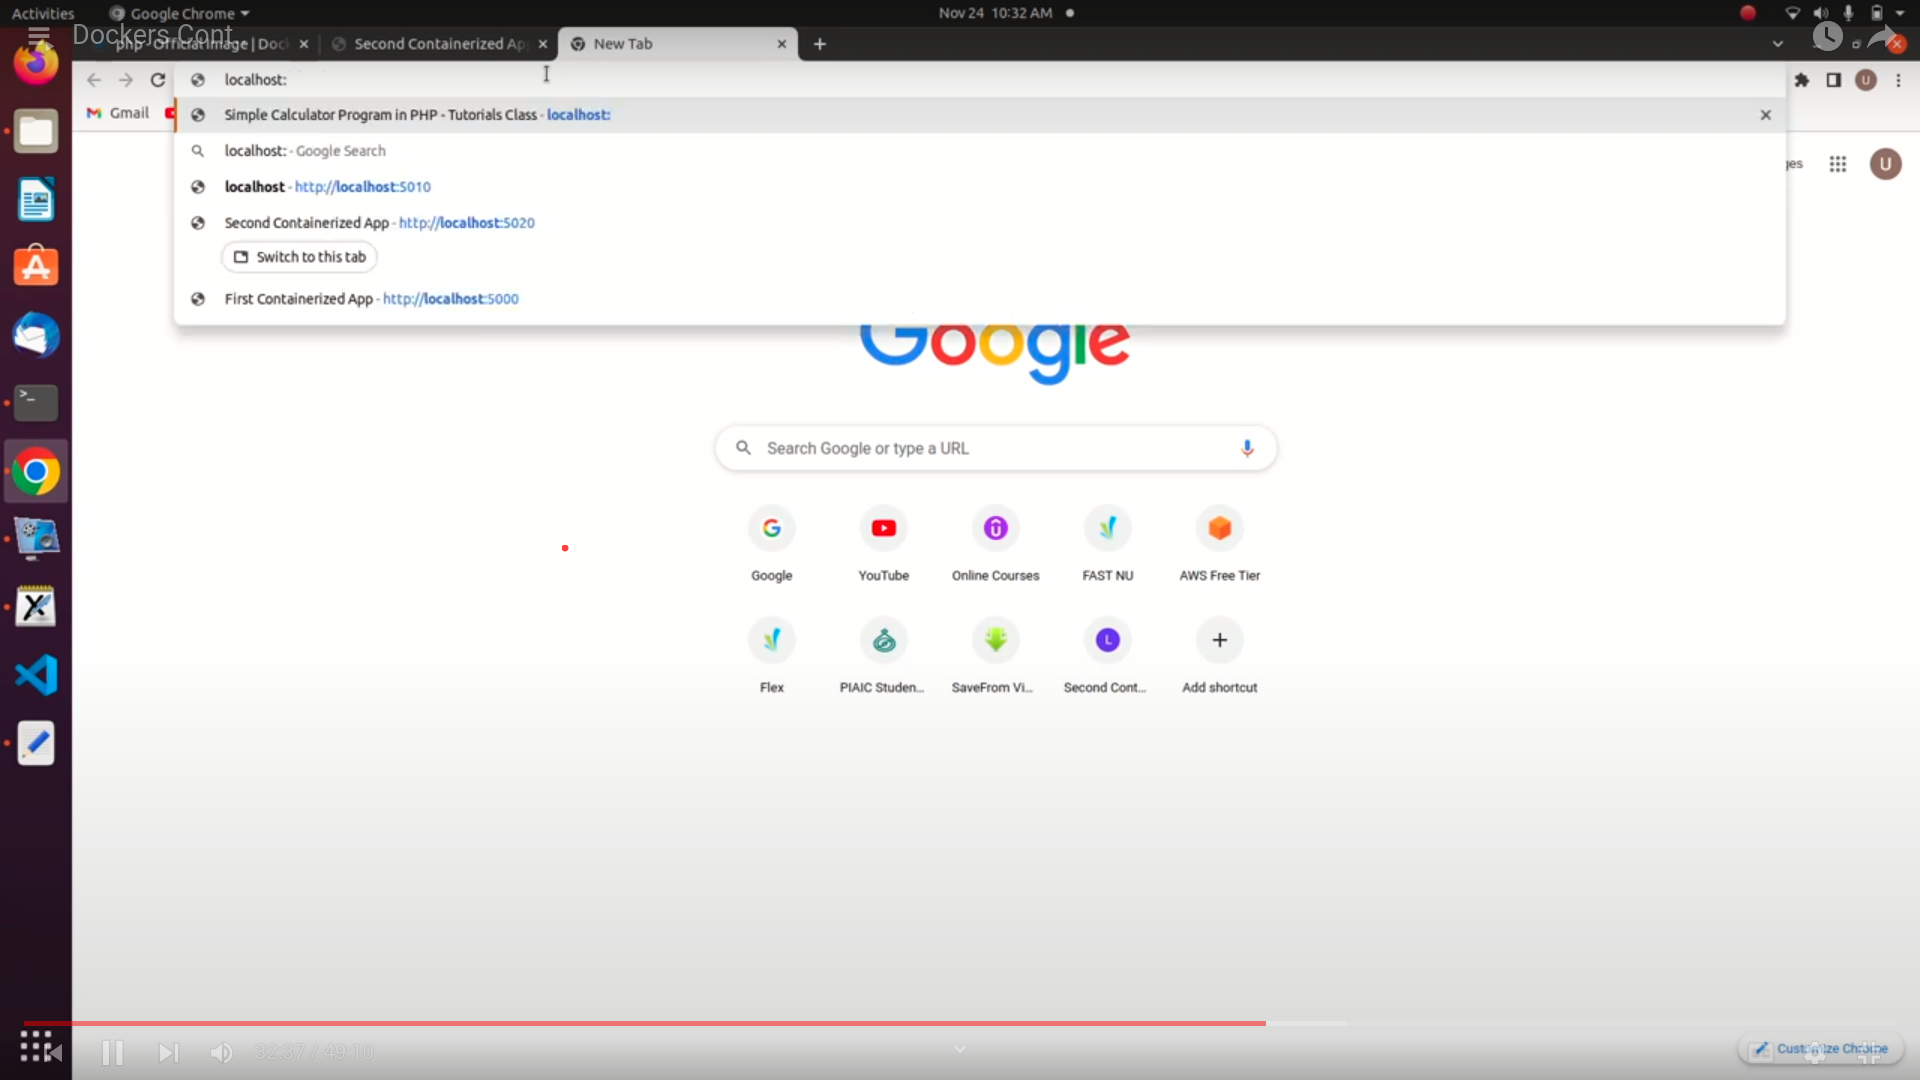 Activities
Google Chrome
Nov 24 10:32 AM
Dockers Cont...
php - Official Image | Doc
Second Containerized Ap
New Tab
localhost:
Gmail
Simple Calculator Program in PHP - Tutorials Class - localhost:
localhost: - Google Search
localhost - http://localhost:5010
Second Containerized App - http://localhost:5020
Switch to this tab
First Containerized App - http://localhost:5000
U
U
Google
Search Google or type a URL
Google
YouTube
Online Courses
FAST NU
AWS Free Tier
L
Flex
PIAIC Studen...
SaveFrom Vi...
Second Cont...
Add shortcut
32:37 / 49:10
Customize Chrome